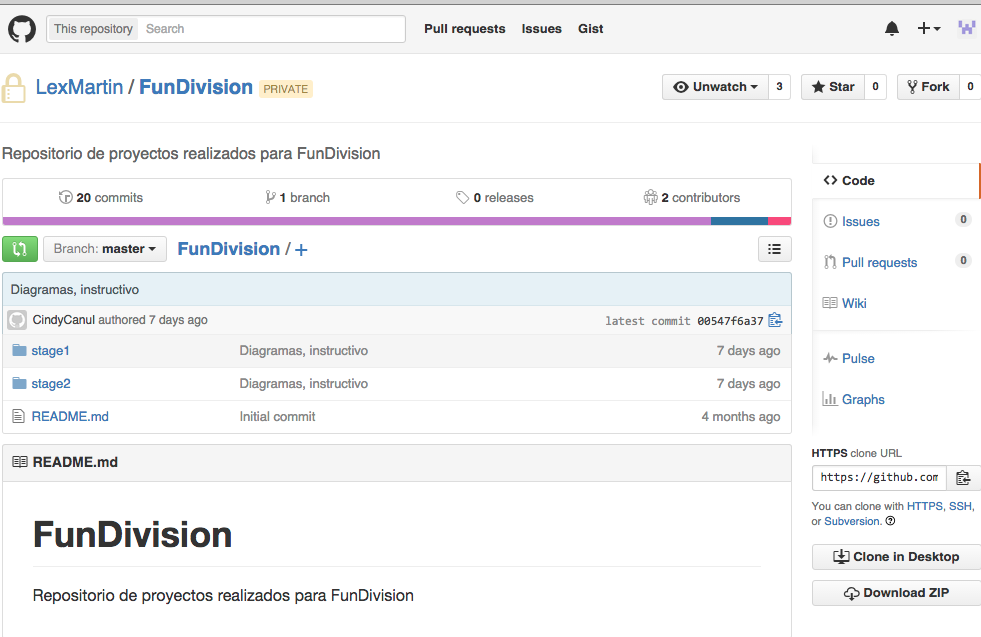 This repository Search Pull requests Issues Gist
LexMartin / FunDivision PRIVATE Unwatch 3 Star 0 Fork 0
Repositorio de proyectos realizados para FunDivision
20 commits 1 branch 0 releases 2 contributors
Branch: master FunDivision / +
Diagramas, instructivo
CindyCanul authored 7 days ago latest commit 00547f6a37
stage1 Diagramas, instructivo 7 days ago
stage2 Diagramas, instructivo 7 days ago
README.md Initial commit 4 months ago
README.md
FunDivision
Repositorio de proyectos realizados para FunDivision
Code
Issues 0
Pull requests 0
Wiki
Pulse
Graphs
HTTPS clone URL
https://github.com
You can clone with HTTPS, SSH,
or Subversion.
Clone in Desktop
Download ZIP